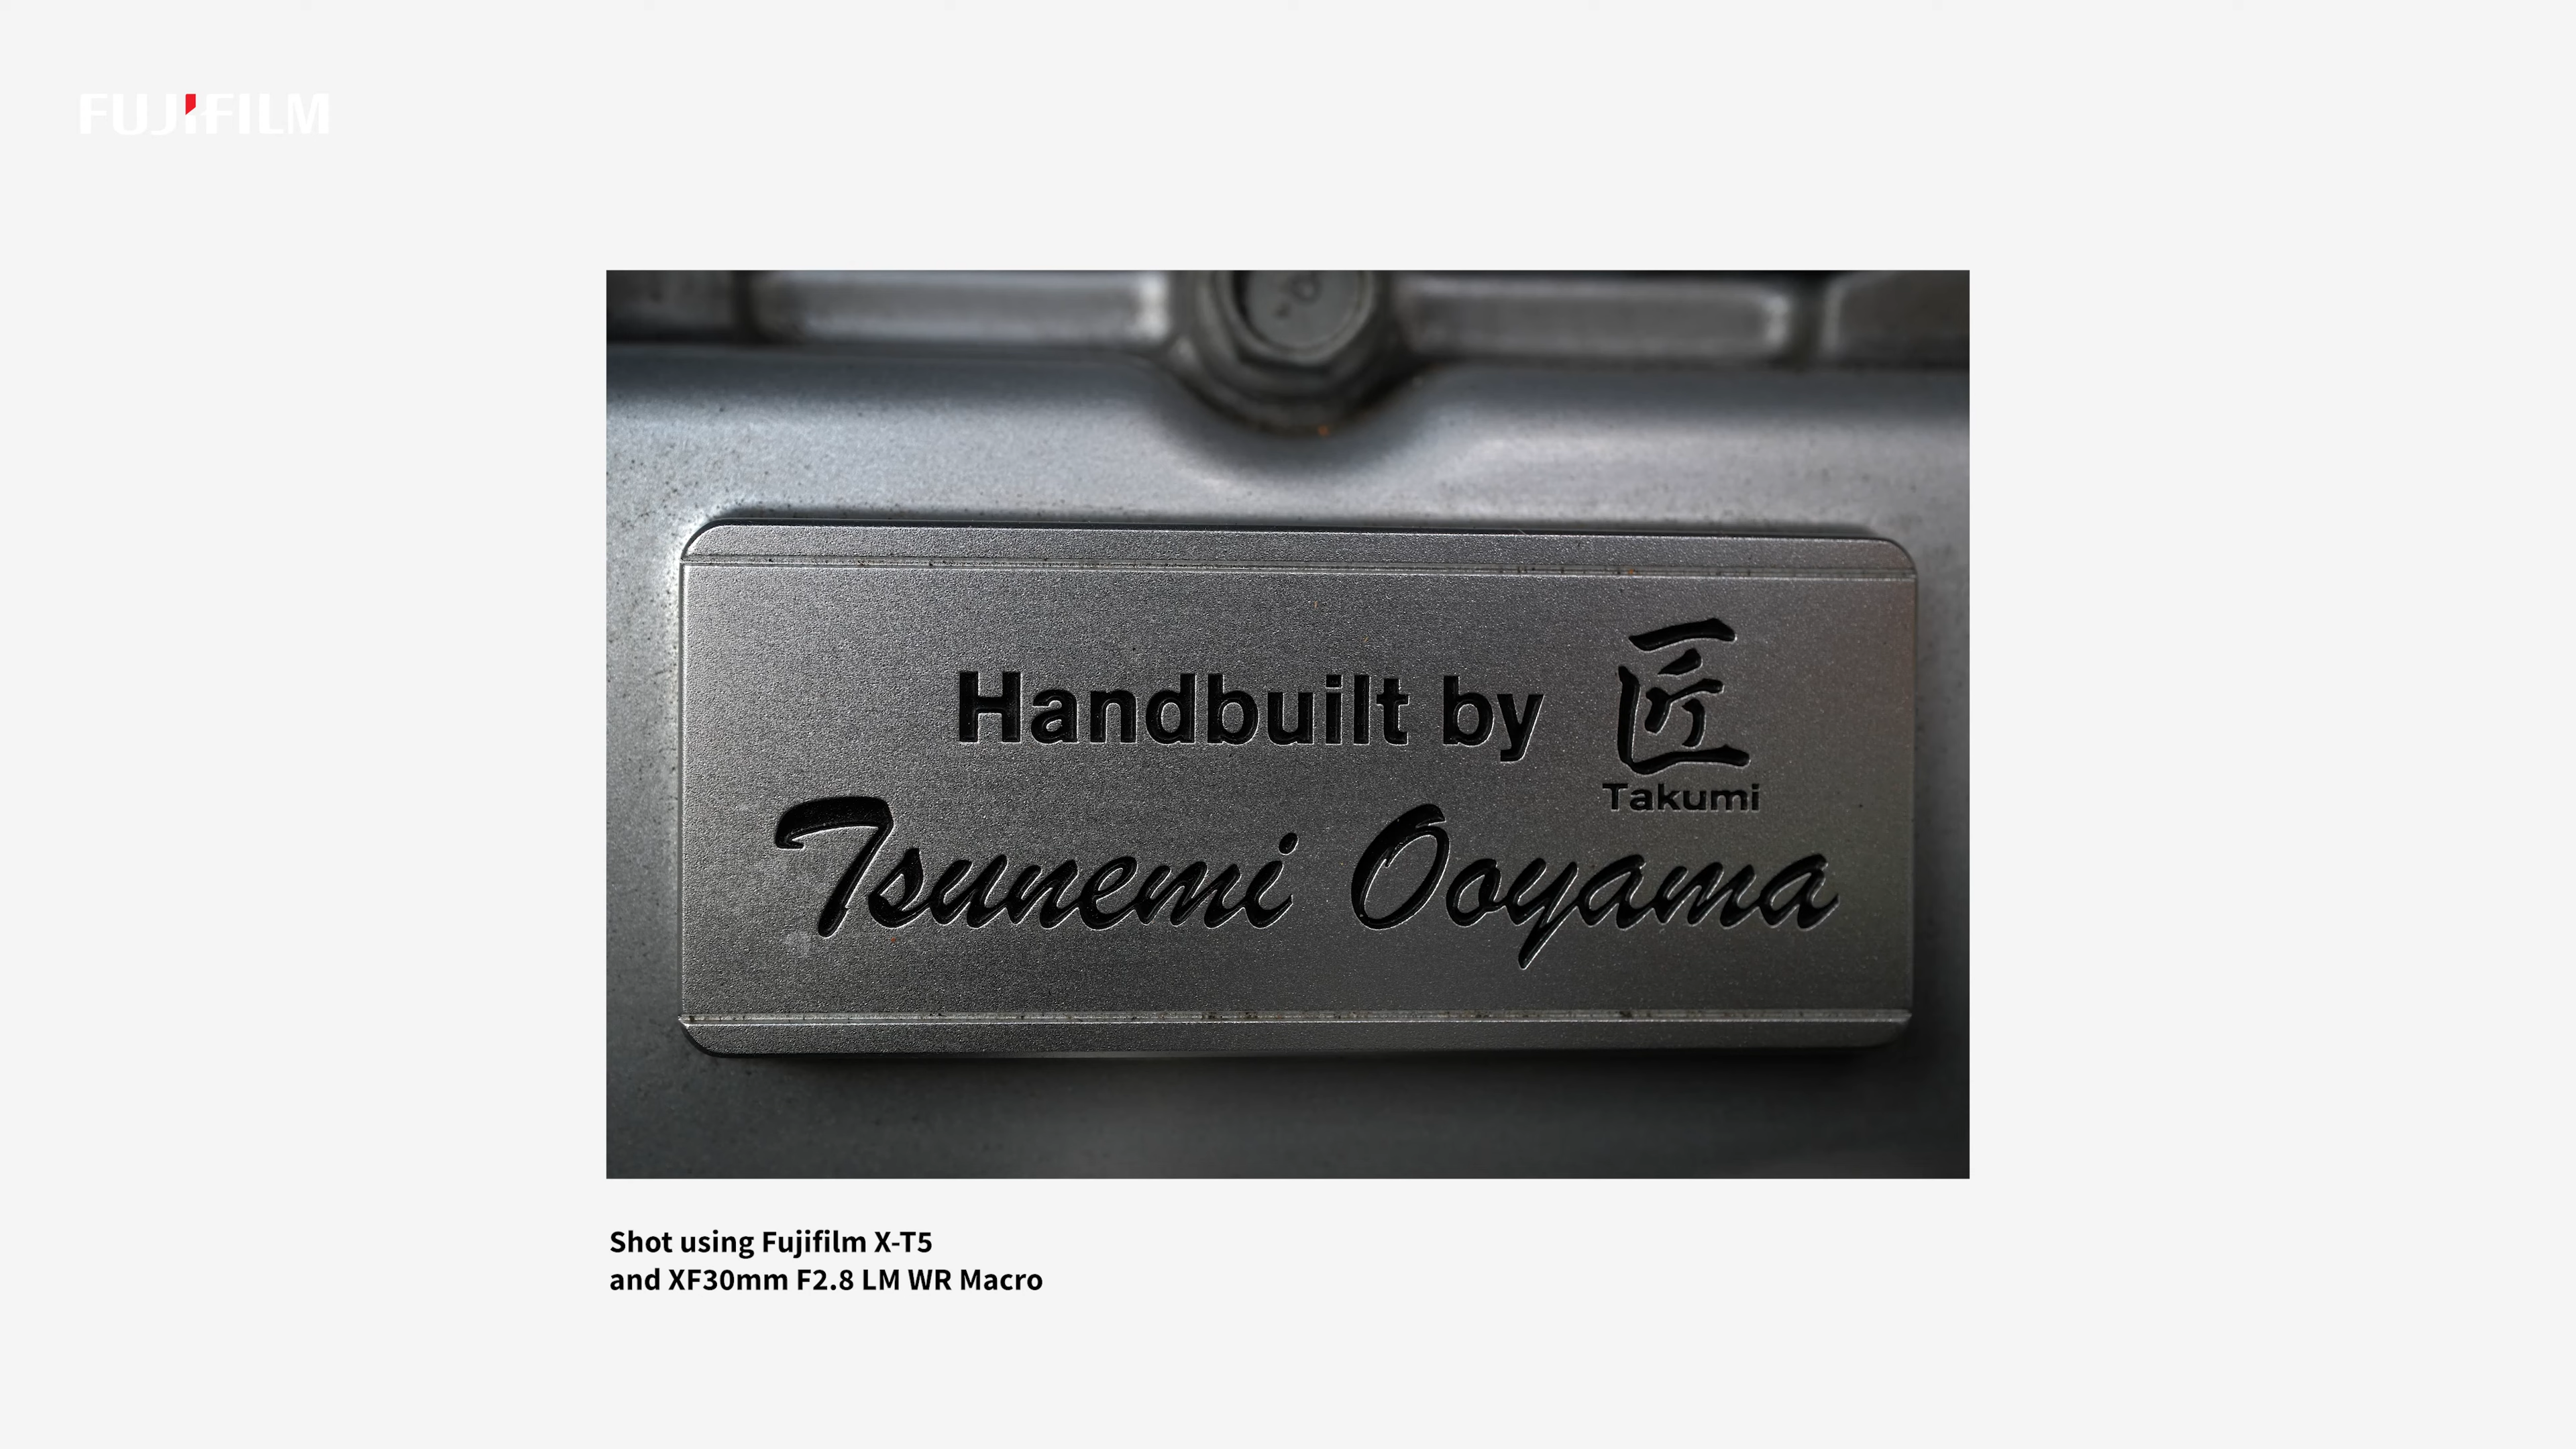 FUJIFILM
Handbuilt by 匠
Takumi
Tsunemi Ooyama
Shot using Fujifilm X-T5
and XF30mm F2.8 LM WR Macro